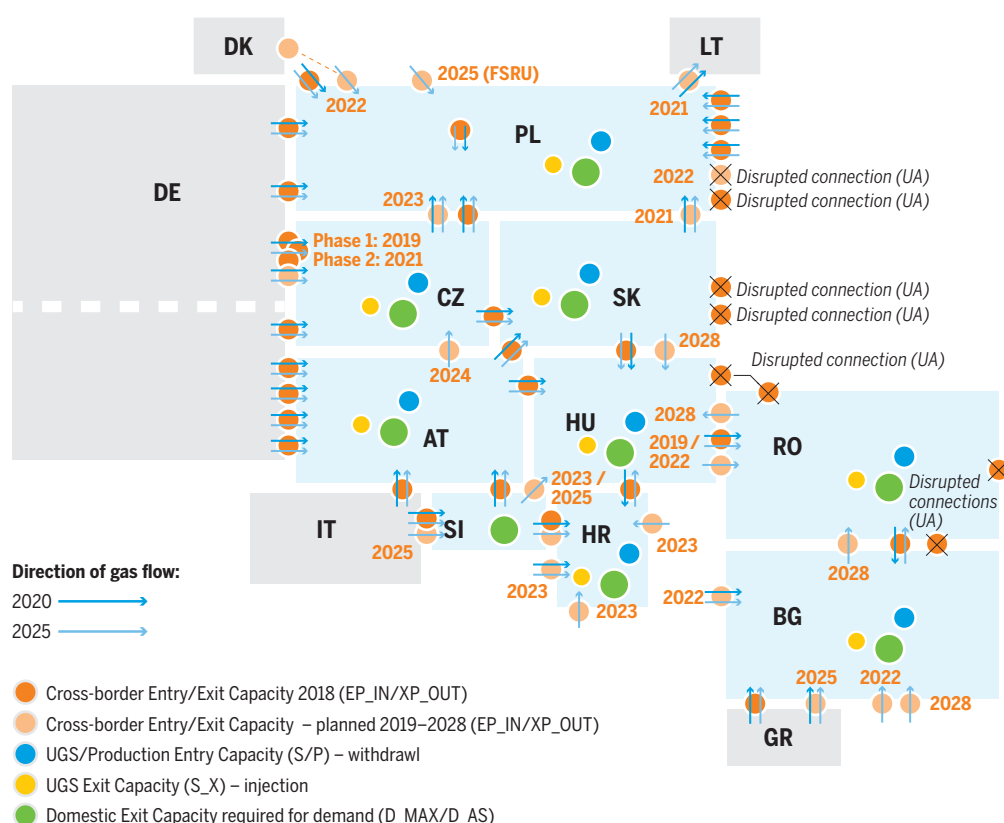 DK
LT
2025 (FSRU)
2022
2021
PL
DE
2022
Disrupted connection (UA)
Disrupted connection (UA)
2023
2021
Phase 1: 2019
Phase 2: 2021
CZ
SK
Disrupted connection (UA)
Disrupted connection (UA)
2028
2024
Disrupted connection (UA)
AT
HU
2028
2019 /
2022
RO
2023 /
2025
Disrupted
connections
(UA)
IT
2025
SI
HR
2023
2028
Direction of gas flow:
2020
2025
2023
2023
2022
BG
2025
2022
2028
GR
Cross-border Entry/Exit Capacity 2018 (EP_IN/XP_OUT)
Cross-border Entry/Exit Capacity – planned 2019–2028 (EP_IN/XP_OUT)
UGS/Production Entry Capacity (S/P) – withdrawl
UGS Exit Capacity (S_X) – injection
Domestic Exit Capacity required for demand (D_MAX/D_AS)